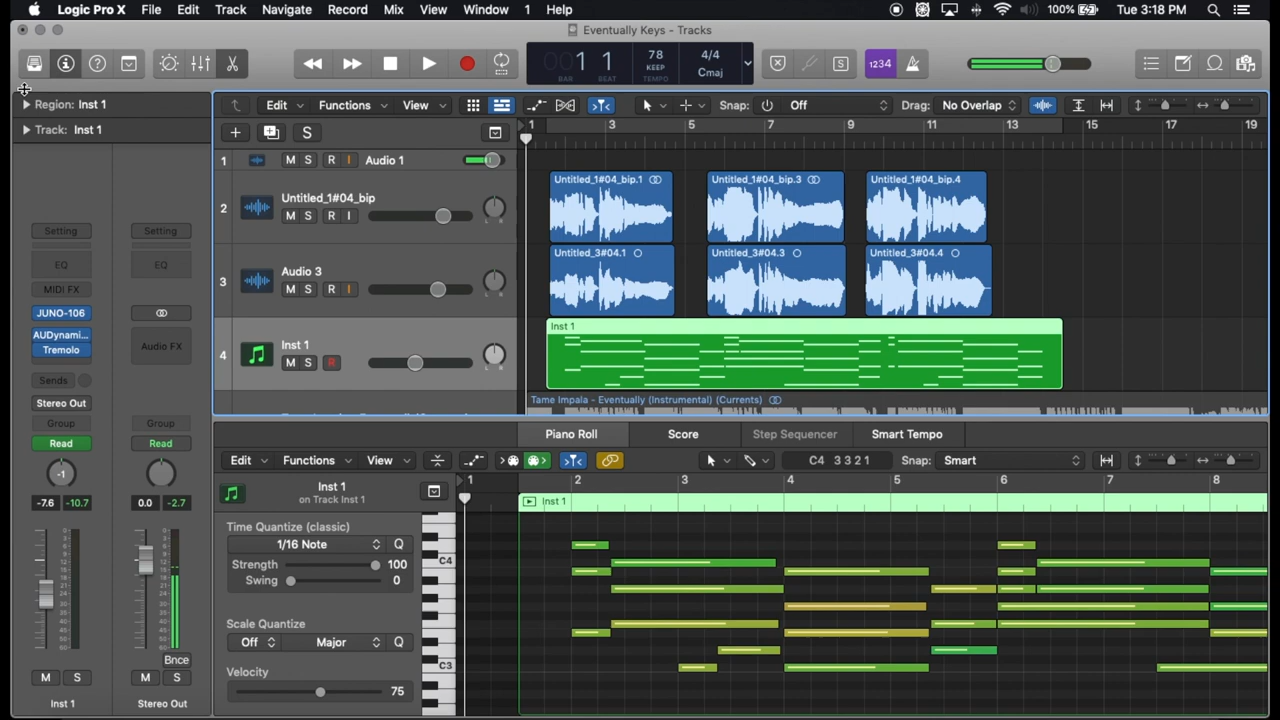 Logic Pro X File Edit Track Navigate Record Mix View Window 1 Help 100% Tue 3:18 PM
Eventually Keys - Tracks
001 1 78 4/4
KEEP Cmaj
BAR BEAT TEMPO
S 1234
Region: Inst 1
Edit Functions View Snap: Off Drag: No Overlap
Track: Inst 1
S
1 3 5 7 9 11 13 15 17 19
1 M S R I Audio 1
2 Untitled_1#04_bip
M S R I
L R
Untitled_1#04_bip.1 Untitled_1#04_bip.3 Untitled_1#04_bip.4
3 Audio 3
M S R I
L R
Untitled_3#04.1 Untitled_3#04.3 Untitled_3#04.4
4 Inst 1
M S R
L R
Inst 1
Tame Impala - Eventually (Instrumental) (Currents)
Setting Setting
EQ EQ
MIDI FX
JUNO-106
AUDynami...
Tremolo
Audio FX
Sends
Stereo Out
Group Group
Read Read
-1
-7.6 -10.7 0.0 -2.7
Bnce
M S M S
Inst 1 Stereo Out
Piano Roll Score Step Sequencer Smart Tempo
Edit Functions View C4 3 3 2 1 Snap: Smart
1 2 3 4 5 6 7 8
Inst 1
on Track Inst 1
Inst 1
Time Quantize (classic)
1/16 Note Q
Strength 100
Swing 0
Scale Quantize
Off Major Q
Velocity
75
C4
C3